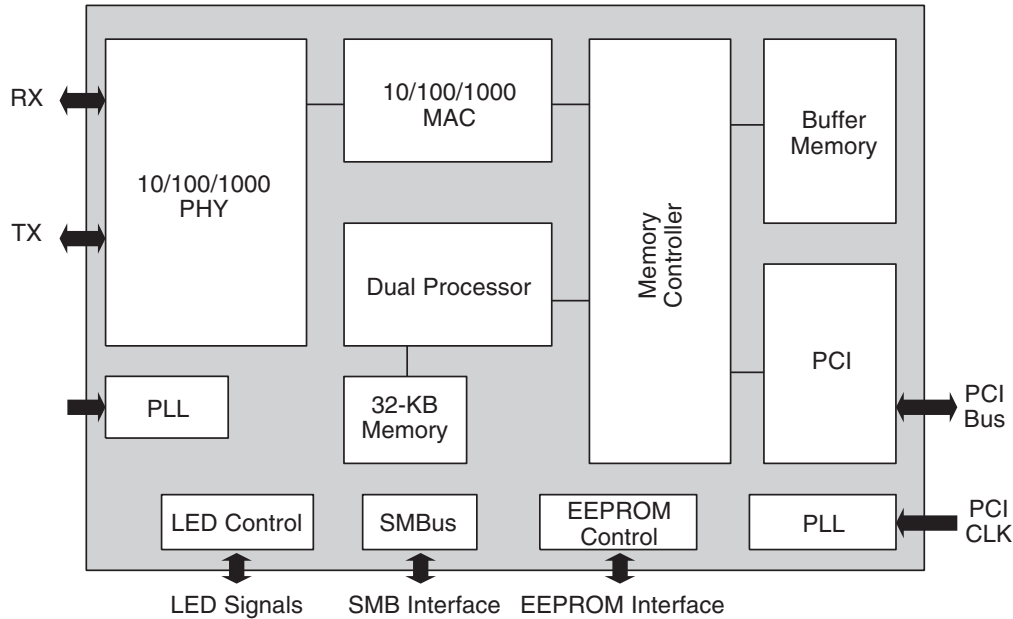 RX
TX
10/100/1000
PHY
10/100/1000
MAC
Dual Processor
32-KB
Memory
PLL
Memory
Controller
Buffer
Memory
PCI
PCI
Bus
LED Control
SMBus
EEPROM
Control
PLL
PCI
CLK
LED Signals
SMB Interface
EEPROM Interface